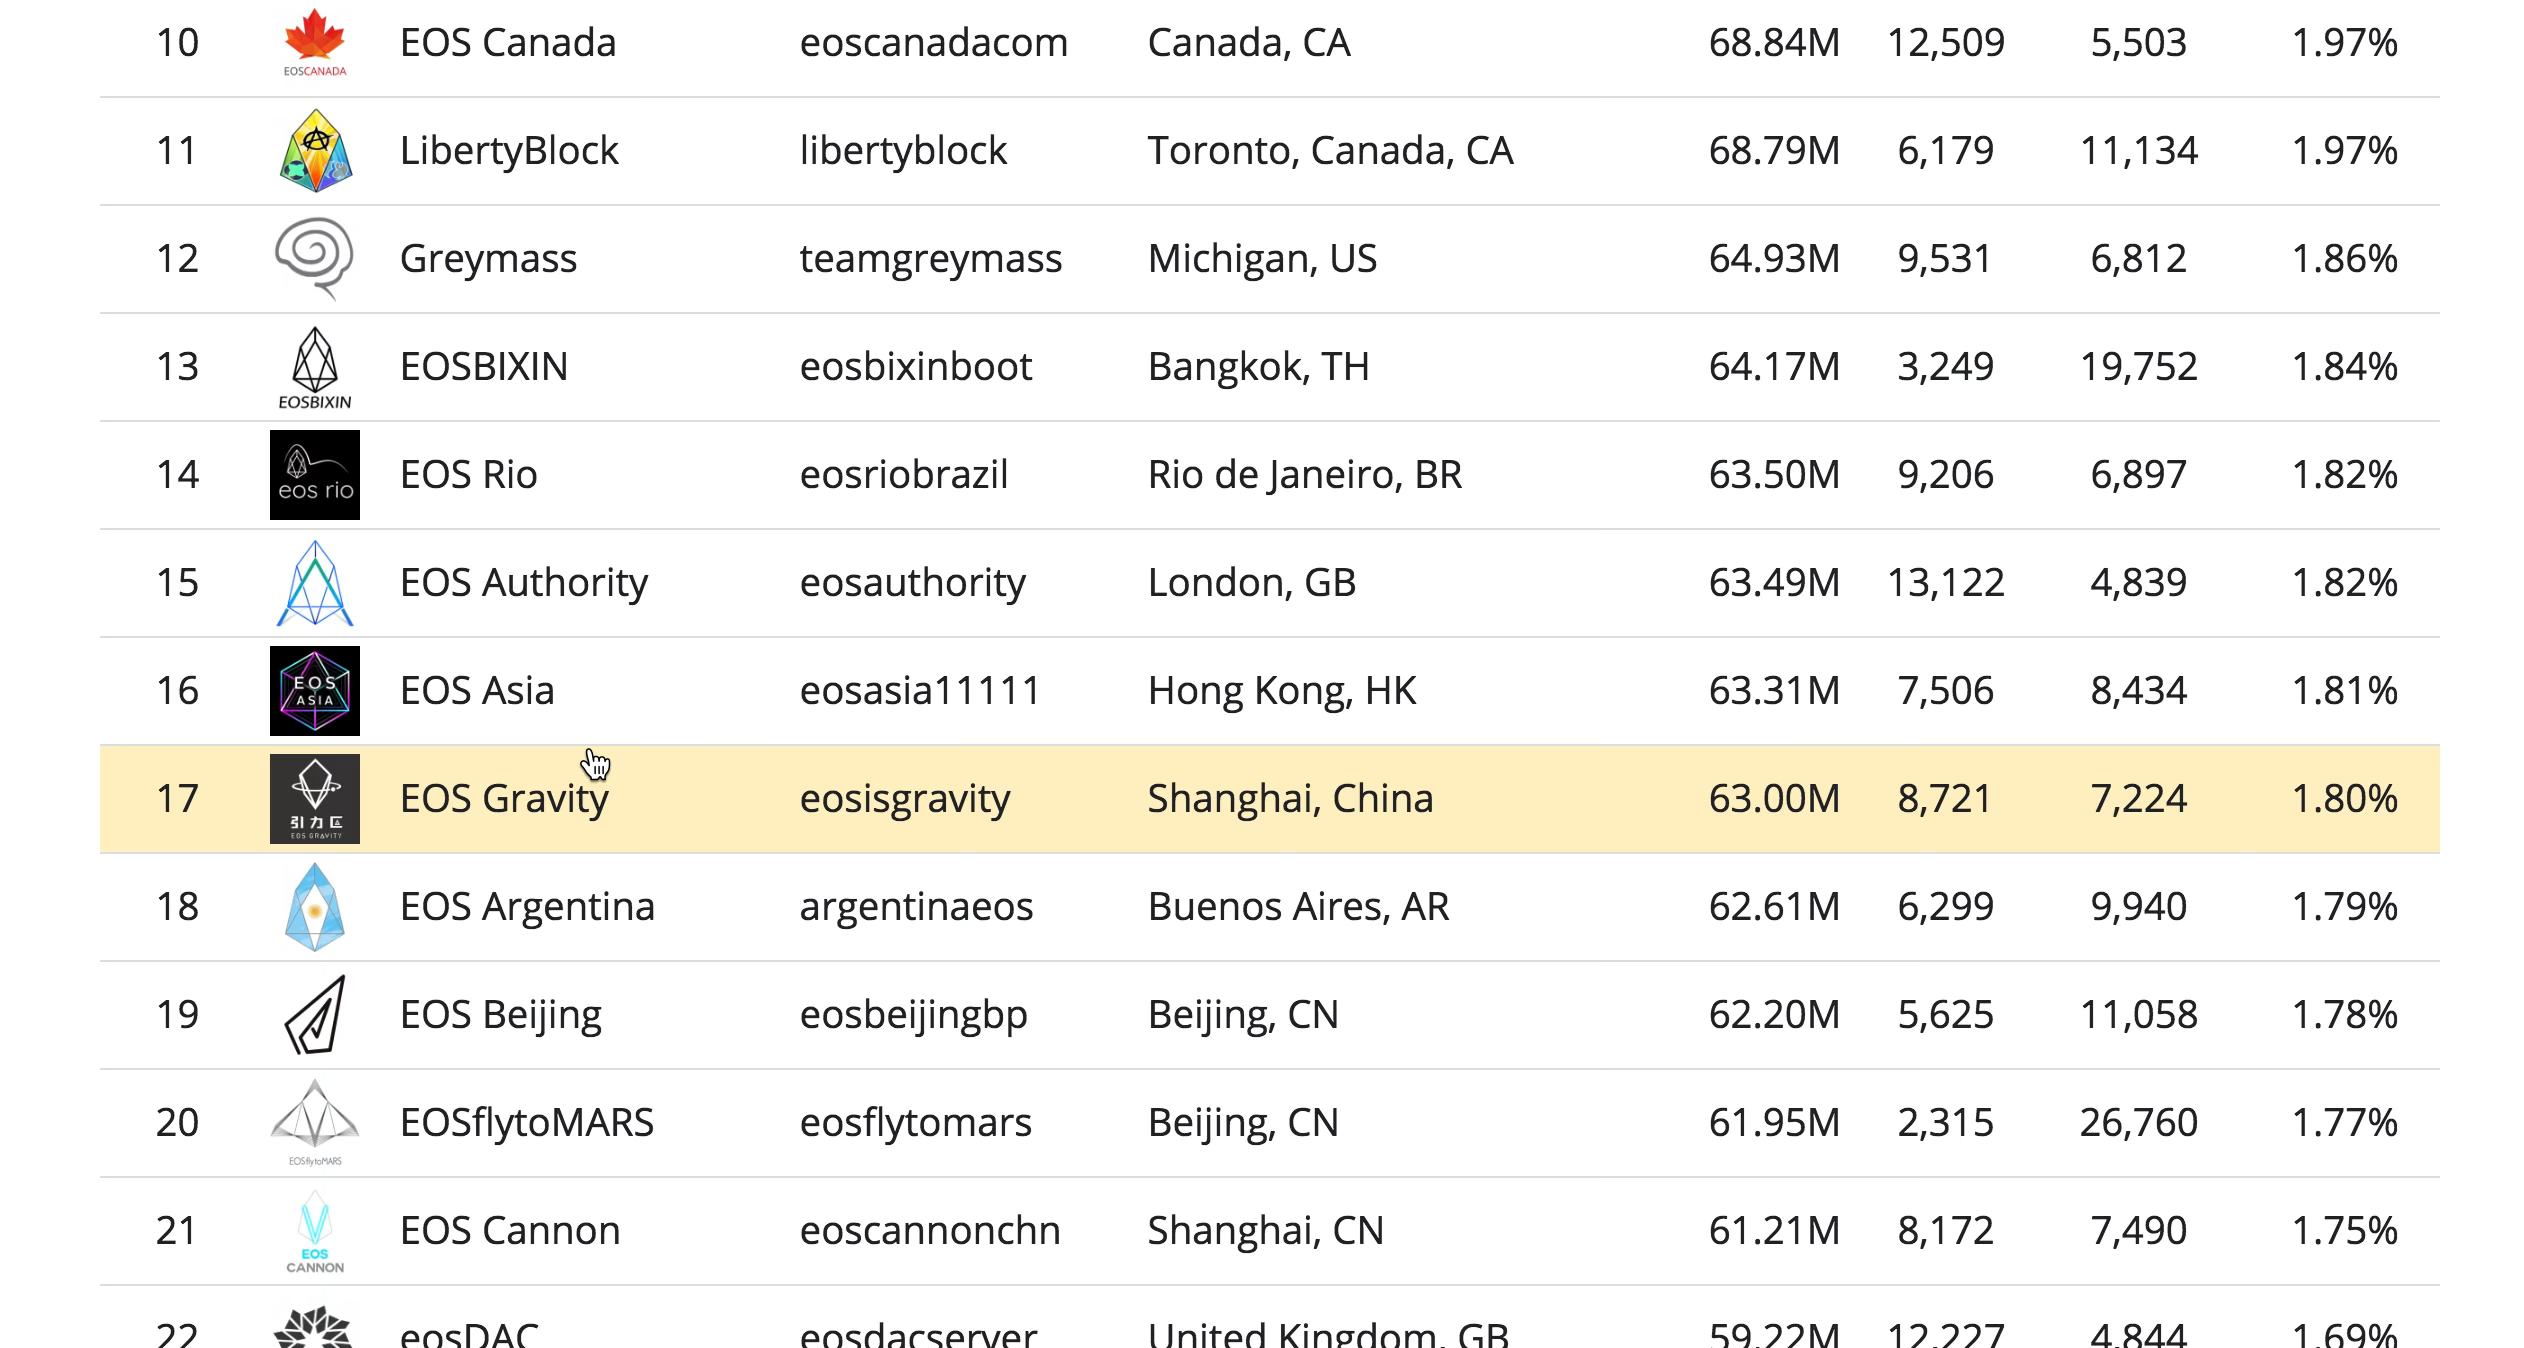 10 EOSCANADA EOS Canada eoscanadacom Canada, CA 68.84M 12,509 5,503 1.97%
11 LibertyBlock libertyblock Toronto, Canada, CA 68.79M 6,179 11,134 1.97%
12 Greymass teamgreymass Michigan, US 64.93M 9,531 6,812 1.86%
13 EOSBIXIN EOSBIXIN eosbixinboot Bangkok, TH 64.17M 3,249 19,752 1.84%
14 eos rio EOS Rio eosriobrazil Rio de Janeiro, BR 63.50M 9,206 6,897 1.82%
15 EOS Authority eosauthority London, GB 63.49M 13,122 4,839 1.82%
16 EOS ASIA EOS Asia eosasia11111 Hong Kong, HK 63.31M 7,506 8,434 1.81%
17 引力区 EOS GRAVITY EOS Gravity eosisgravity Shanghai, China 63.00M 8,721 7,224 1.80%
18 EOS Argentina argentinaeos Buenos Aires, AR 62.61M 6,299 9,940 1.79%
19 EOS Beijing eosbeijingbp Beijing, CN 62.20M 5,625 11,058 1.78%
20 EOSflytoMARS EOSflytoMARS eosflytomars Beijing, CN 61.95M 2,315 26,760 1.77%
21 EOS CANNON EOS Cannon eoscannonchn Shanghai, CN 61.21M 8,172 7,490 1.75%
22 eosDAC eosdacserver United Kingdom, GB 59.22M 12,227 4,844 1.69%